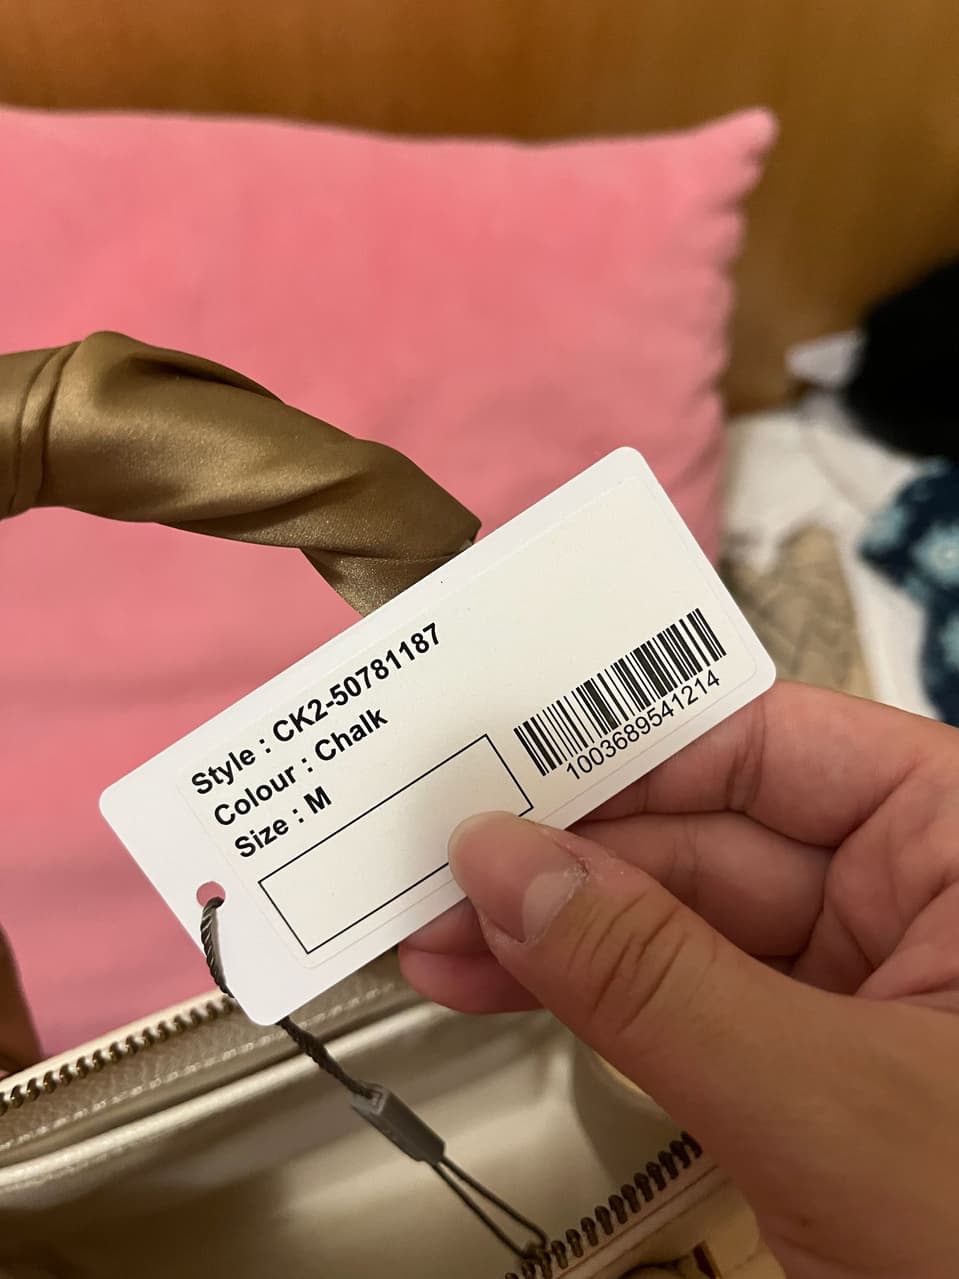 Style : CK2-50781187
Colour : Chalk
Size : M
1003689541214